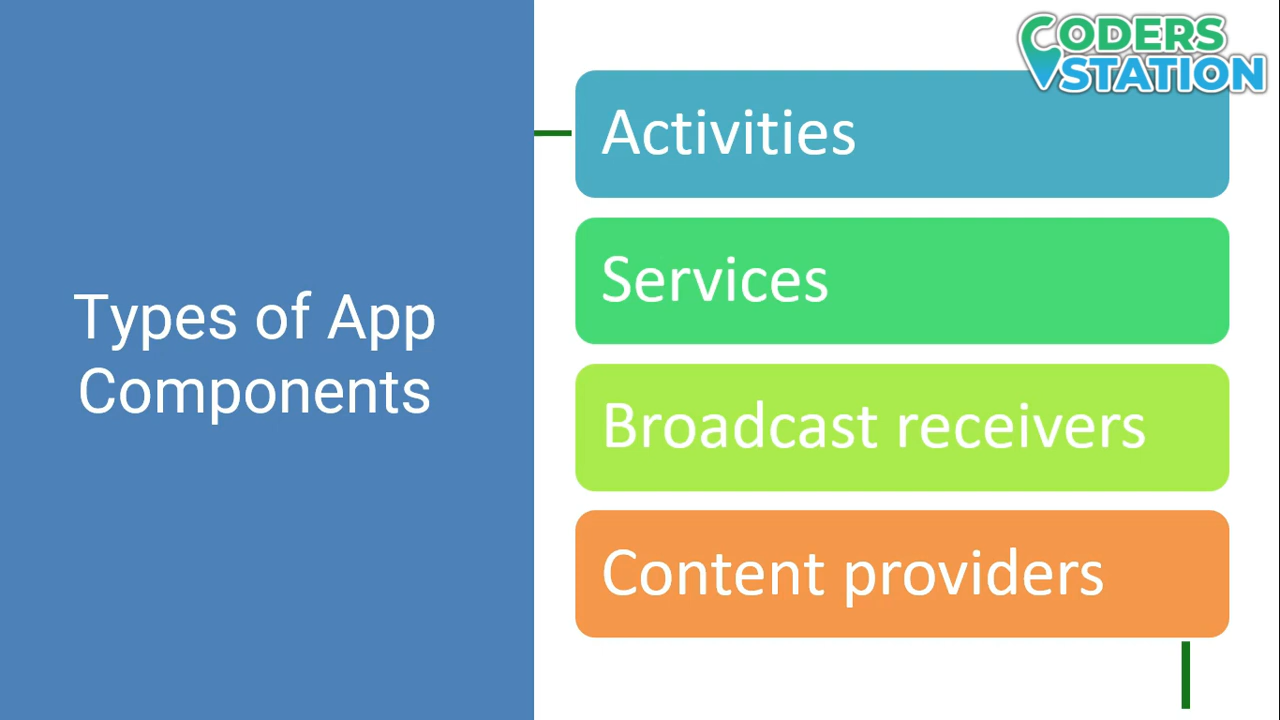 CODERS
STATION
Activities
Services
Types of App
Components
Broadcast receivers
Content providers